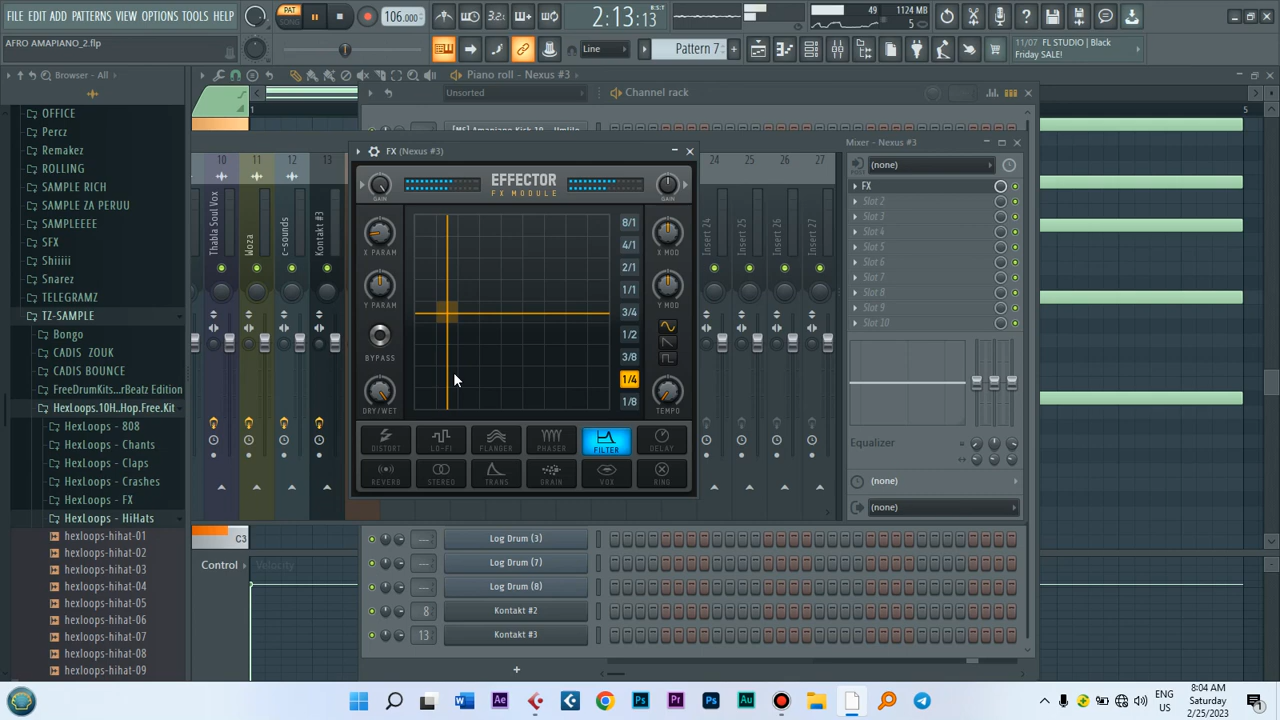 FILE EDIT ADD PATTERNS VIEW OPTIONS TOOLS HELP
PAT
SONG
106.000
3.2.
2:13:13
49
1124 MB
AFRO AMAPIANO_2.flp
Line
Pattern 7
11/07 FL STUDIO | Black
Friday SALE!
Browser - All
Piano roll - Nexus #3
OFFICE
Percz
Remakez
ROLLING
SAMPLE RICH
SAMPLE ZA PERUU
SAMPLEEEE
SFX
Shiiiii
Snarez
TELEGRAMZ
TZ-SAMPLE
Bongo
CADIS ZOUK
CADIS BOUNCE
FreeDrumKits...rBeatz Edition
HexLoops.10H..Hop.Free.Kit
HexLoops - 808
HexLoops - Chants
HexLoops - Claps
HexLoops - Crashes
HexLoops - FX
HexLoops - HiHats
hexloops-hihat-01
hexloops-hihat-02
hexloops-hihat-03
hexloops-hihat-04
hexloops-hihat-05
hexloops-hihat-06
hexloops-hihat-07
hexloops-hihat-08
hexloops-hihat-09
Unsorted
Channel rack
1
5
10
11
12
13
Thabla Soul Vox
Woza
c-sounds
Kontakt #3
FX (Nexus #3)
EFFECTOR
FX MODULE
GAIN
GAIN
X PARAM
Y PARAM
BYPASS
DRY/WET
8/1
4/1
2/1
1/1
3/4
1/2
3/8
1/4
1/8
X MOD
Y MOD
TEMPO
DISTORT
LO-FI
FLANGER
PHASER
FILTER
DELAY
REVERB
STEREO
TRANS
GRAIN
VOX
RING
24
25
26
27
Insert 24
Insert 25
Insert 26
Insert 27
Mixer - Nexus #3
(none)
FX
Slot 2
Slot 3
Slot 4
Slot 5
Slot 6
Slot 7
Slot 8
Slot 9
Slot 10
Equalizer
(none)
(none)
C3
Control
Velocity
Log Drum (3)
Log Drum (7)
Log Drum (8)
8
Kontakt #2
13
Kontakt #3
ENG
US
8:04 AM
Saturday
2/25/2023